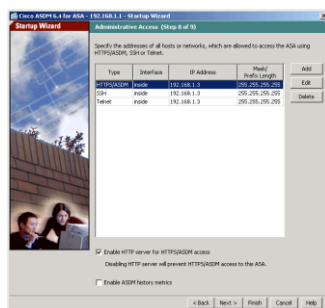 Cisco ASDM 6.4 for ASA - 192.168.1.1 - Startup Wizard
Startup Wizard
Administrative Access (Step 8 of 9)
Specify the addresses of all hosts or networks, which are allowed to access the ASA using
HTTPS/ASDM, SSH or Telnet.
Type Interface IP Address Mask/
Prefix Length
HTTPS/ASDM inside 192.168.1.3 255.255.255.255
SSH inside 192.168.1.3 255.255.255.255
Telnet inside 192.168.1.3 255.255.255.255
Add
Edit
Delete
Enable HTTP server for HTTPS/ASDM access
Disabling HTTP server will prevent HTTPS/ASDM access to this ASA.
Enable ASDM history metrics
< Back Next > Finish Cancel Help